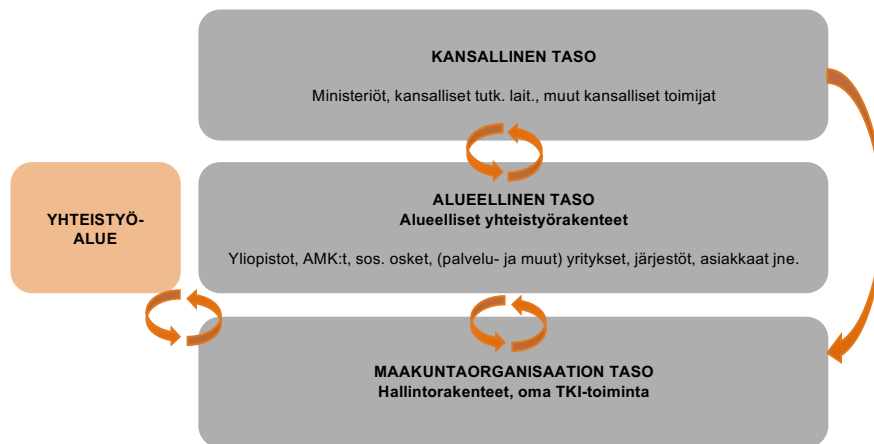 KANSALLINEN TASO
Ministeriöt, kansalliset tutk. lait., muut kansalliset toimijat
YHTEISTYÖ-
ALUE
ALUEELLINEN TASO
Alueelliset yhteistyörakenteet
Yliopistot, AMK:t, sos. osket, (palvelu- ja muut) yritykset, järjestöt, asiakkaat jne.
MAAKUNTAORGANISAATION TASO
Hallintorakenteet, oma TKI-toiminta